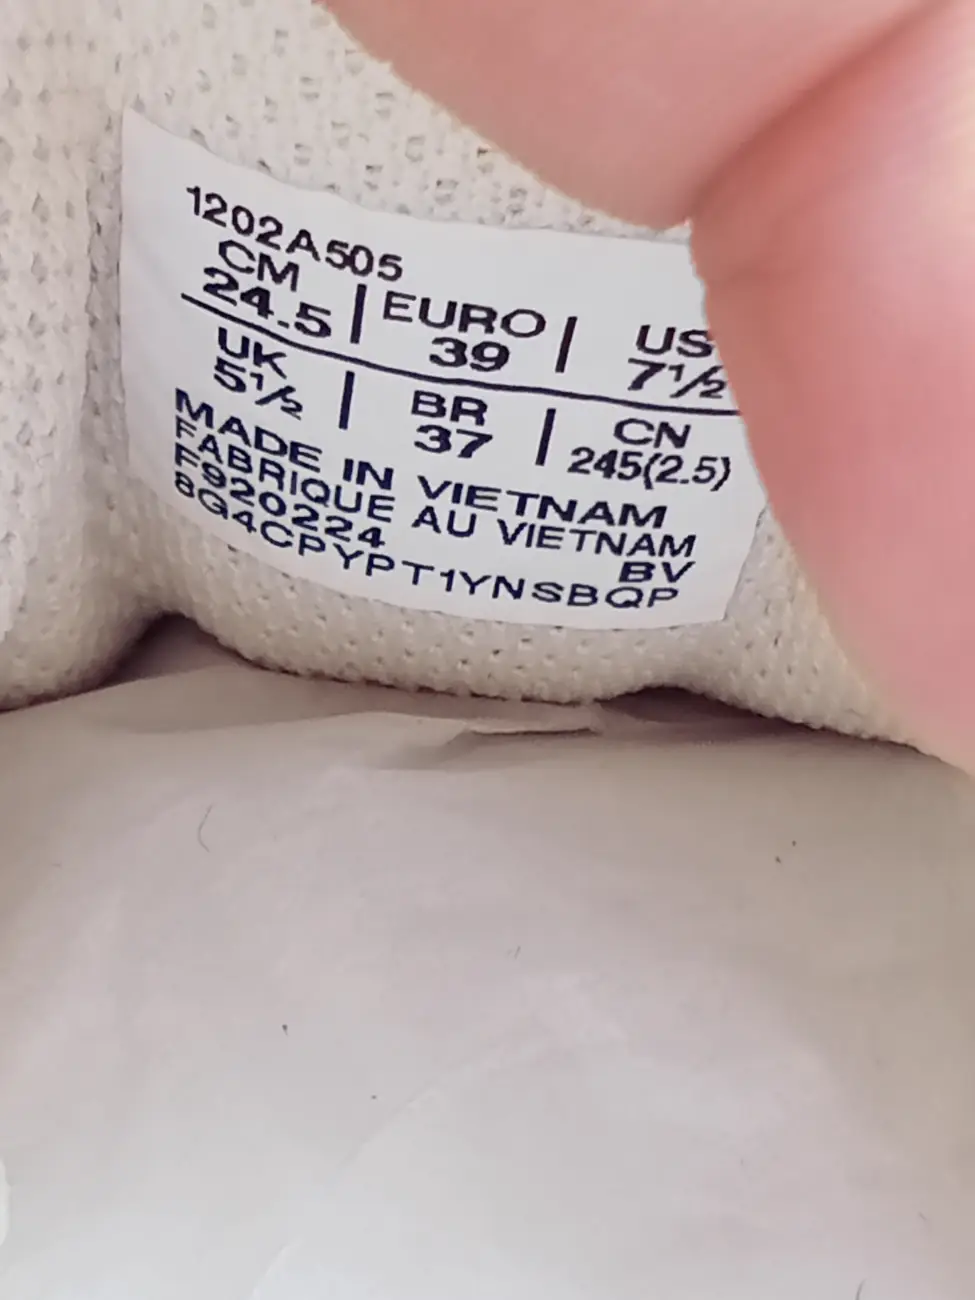 1202A505
CM | EURO | US
24.5 | 39 | 7½
UK | BR | CN
5½ | 37 | 245(2.5)
MADE IN VIETNAM
FABRIQUE AU VIETNAM
F920224 BV
8G4CPYPT1YNSBQP